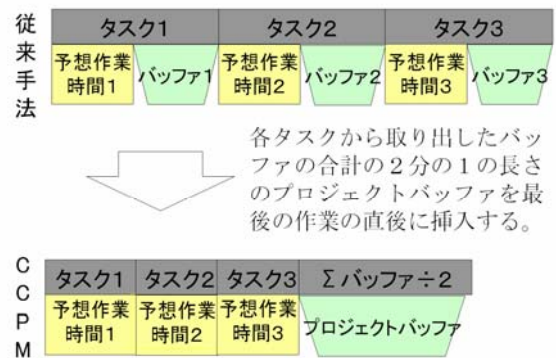 従来手法
タスク1 タスク2 タスク3
予想作業時間1 バッファ1 予想作業時間2 バッファ2 予想作業時間3 バッファ3
各タスクから取り出したバッ
ファの合計の2分の1の長さ
のプロジェクトバッファを最
後の作業の直後に挿入する。
CCPM
タスク1 タスク2 タスク3 Σバッファ÷2
予想作業時間1 予想作業時間2 予想作業時間3 プロジェクトバッファ